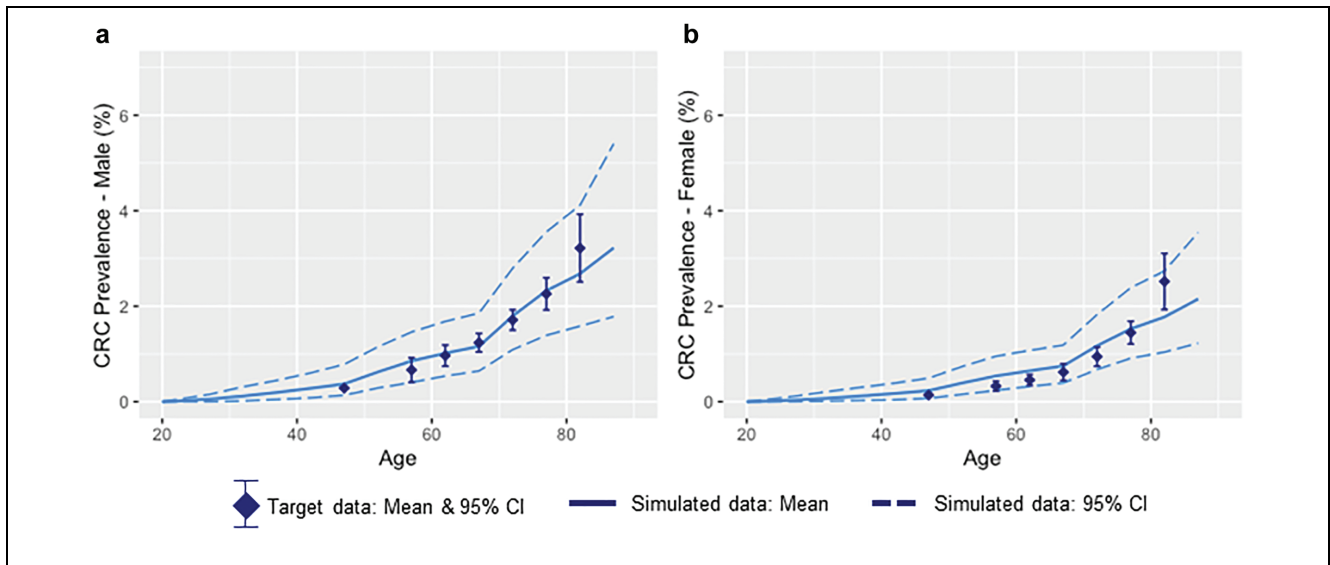 a
CRC Prevalence - Male (%)
6
4
2
0
20 40 60 80
Age
b
CRC Prevalence - Female (%)
6
4
2
0
20 40 60 80
Age
Target data: Mean & 95% CI Simulated data: Mean Simulated data: 95% CI